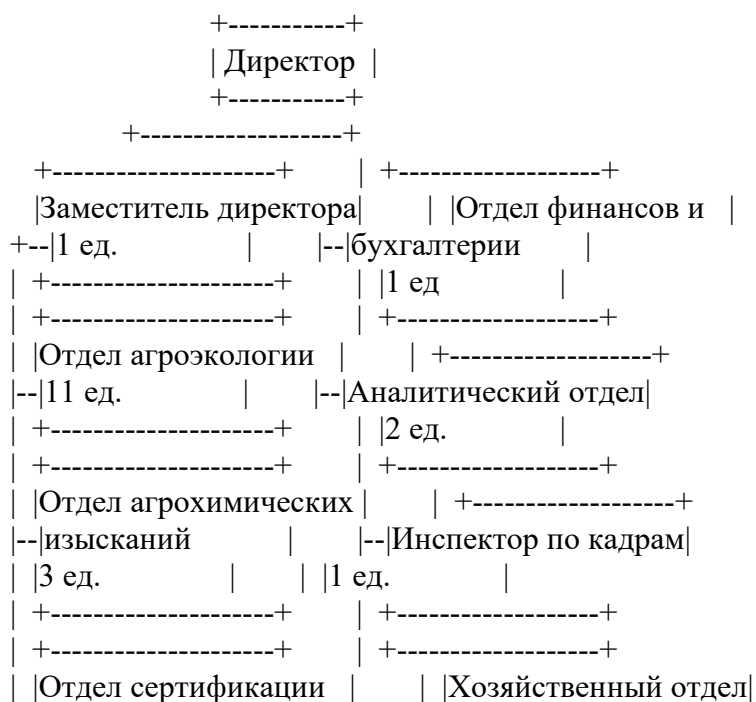 +-----------+
| Директор |
+-----------+
+-------------------+
+---------------------+ | +-------------------+
|Заместитель директора| | |Отдел финансов и |
+--|1 ед. | |--|бухгалтерии |
| +---------------------+ | |1 ед |
| +---------------------+ | +-------------------+
| |Отдел агроэкологии | | +-------------------+
|--|11 ед. | |--|Аналитический отдел|
| +---------------------+ | |2 ед. |
| +---------------------+ | +-------------------+
| |Отдел агрохимических | | +-------------------+
|--|изысканий | |--|Инспектор по кадрам|
| |3 ед. | | |1 ед. |
| +---------------------+ | +-------------------+
| +---------------------+ | +-------------------+
| |Отдел сертификации | | |Хозяйственный отдел|